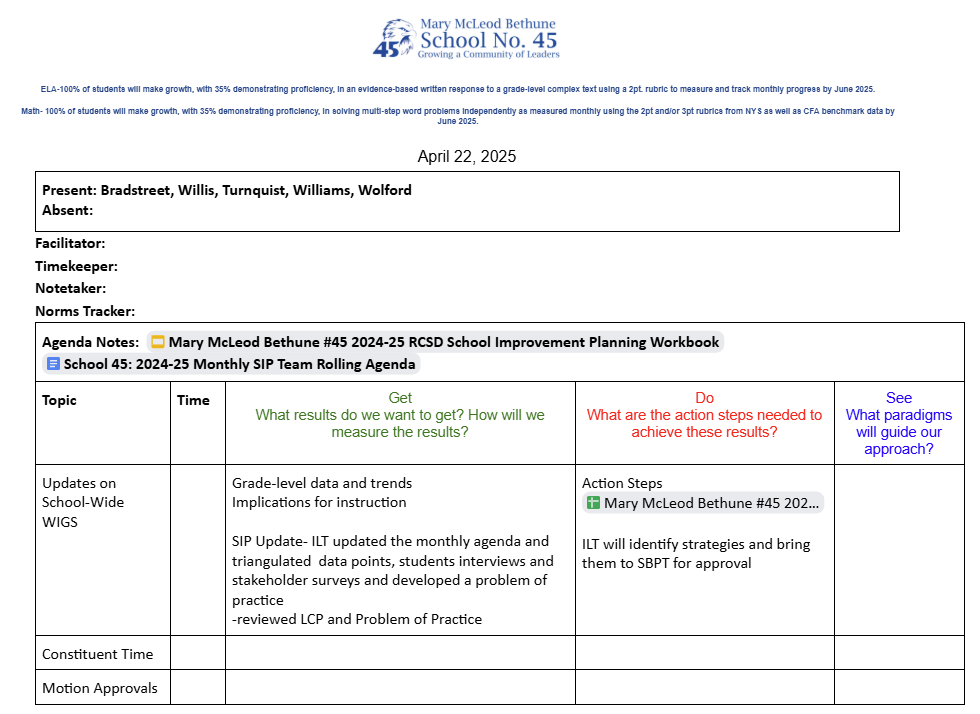 Mary McLeod Bethune
School No. 45
45
Growing a Community of Leaders
ELA-100% of students will make growth, with 35% demonstrating proficiency, in an evidence-based written response to a grade-level complex text using a 2pt. rubric to measure and track monthly progress by June 2025.
Math- 100% of students will make growth, with 35% demonstrating proficiency, in solving multi-step word problems independently as measured monthly using the 2pt and/or 3pt rubrics from NYS as well as CFA benchmark data by
June 2025.
April 22, 2025
Present: Bradstreet, Willis, Turnquist, Williams, Wolford
Absent:
Facilitator:
Timekeeper:
Notetaker:
Norms Tracker:
Agenda Notes: Mary McLeod Bethune #45 2024-25 RCSD School Improvement Planning Workbook
School 45: 2024-25 Monthly SIP Team Rolling Agenda
Topic
Time
Get
What results do we want to get? How will we
measure the results?
Do
What are the action steps needed to
achieve these results?
See
What paradigms
will guide our
approach?
Updates on
School-Wide
WIGS
Grade-level data and trends
Implications for instruction
SIP Update- ILT updated the monthly agenda and
triangulated  data points, students interviews and
stakeholder surveys and developed a problem of
practice
-reviewed LCP and Problem of Practice
Action Steps
Mary McLeod Bethune #45 202...
ILT will identify strategies and bring
them to SBPT for approval
Constituent Time
Motion Approvals